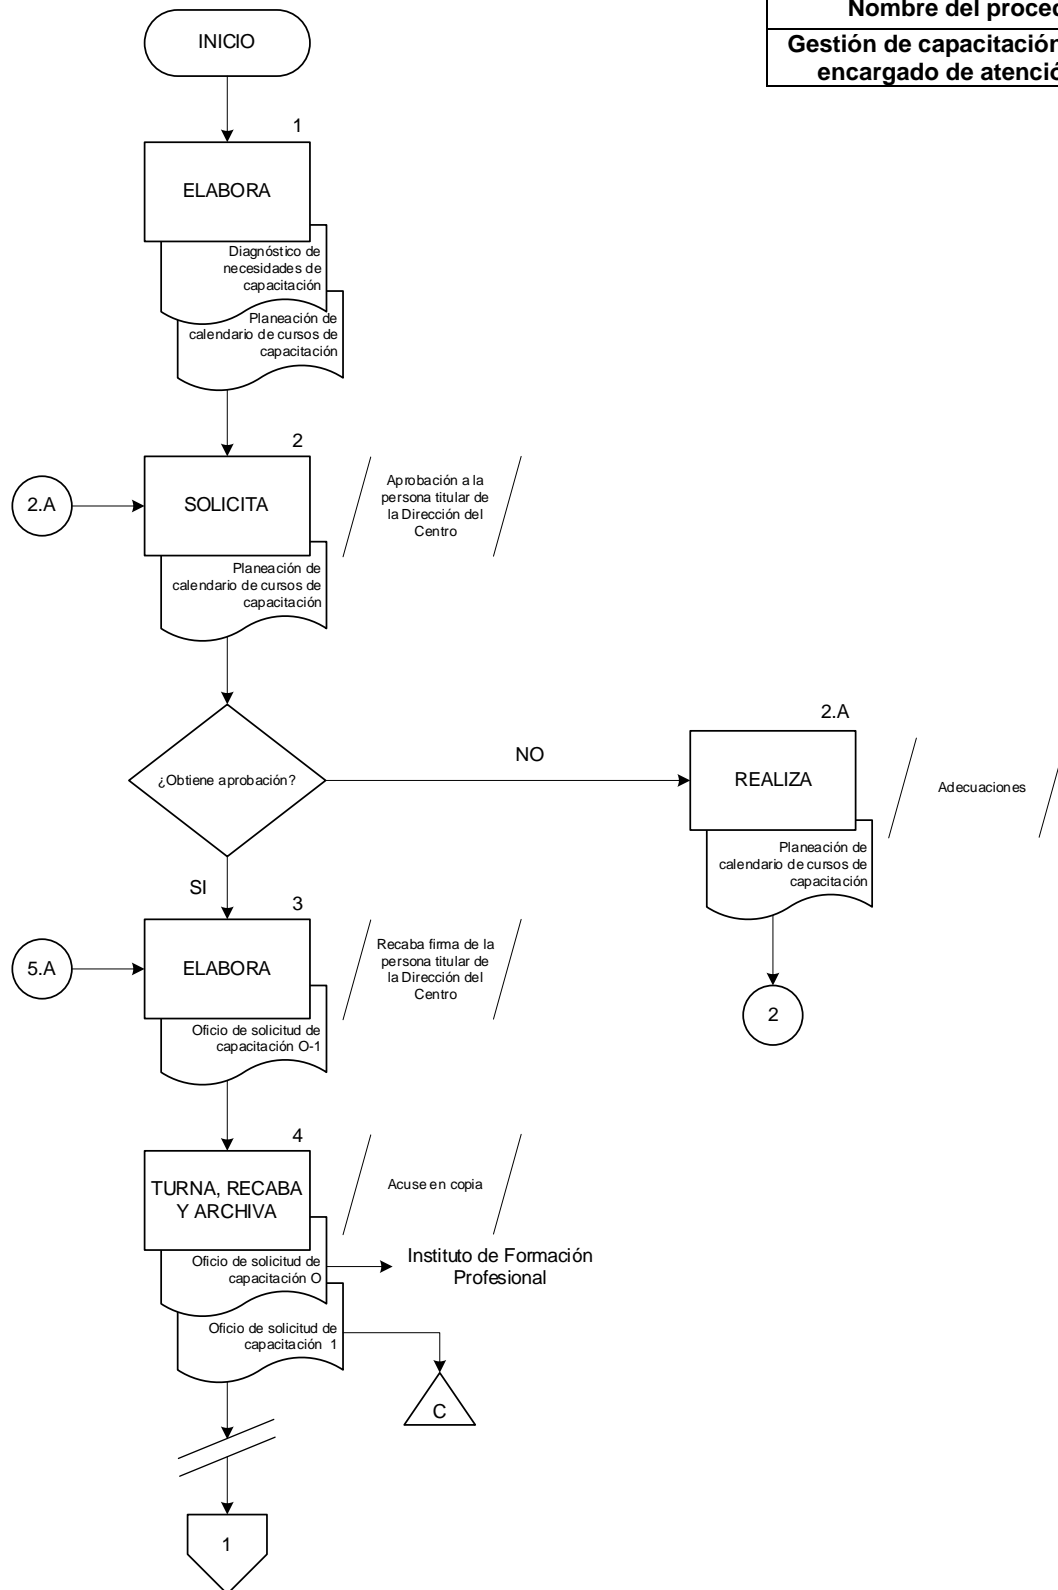 Nombre del proced
Gestión de capacitación
encargado de atenció
INICIO
1
ELABORA
Diagnóstico de
necesidades de
capacitación
Planeación de
calendario de cursos de
capacitación
2
2.A
SOLICITA
Aprobación a la
persona titular de
la Dirección del
Centro
Planeación de
calendario de cursos de
capacitación
¿Obtiene aprobación?
NO
2.A
REALIZA
Adecuaciones
Planeación de
calendario de cursos de
capacitación
2
SI
3
5.A
ELABORA
Recaba firma de la
persona titular de
la Dirección del
Centro
Oficio de solicitud de
capacitación O-1
4
TURNA, RECABA
Y ARCHIVA
Acuse en copia
Oficio de solicitud de
capacitación O
Instituto de Formación
Profesional
Oficio de solicitud de
capacitación 1
C
1